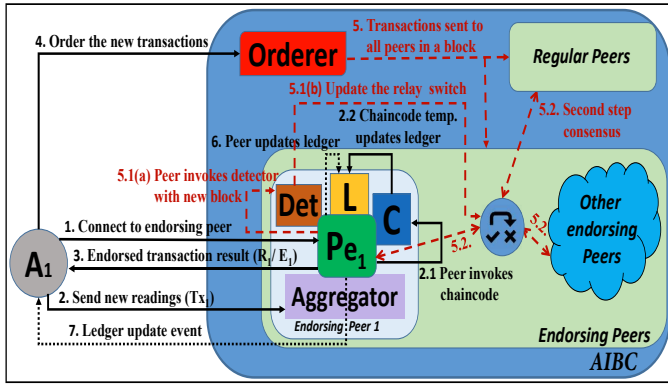 4. Order the new transactions
Orderer
5. Transactions sent to
all peers in a block
Regular Peers
5.1(b) Update the relay switch
2.2 Chaincode temp.
updates ledger
5.2. Second step
consensus
6. Peer updates ledger
5.1(a) Peer invokes detector
with new block
Det
L
C
Other
endorsing
Peers
1. Connect to endorsing peer
Pe1
5.2.
5.2
A1
3. Endorsed transaction result (R1/ E1)
2.1 Peer invokes
chaincode
2. Send new readings (Tx1)
Aggregator
Endorsing Peer 1
7. Ledger update event
Endorsing Peers
AIBC